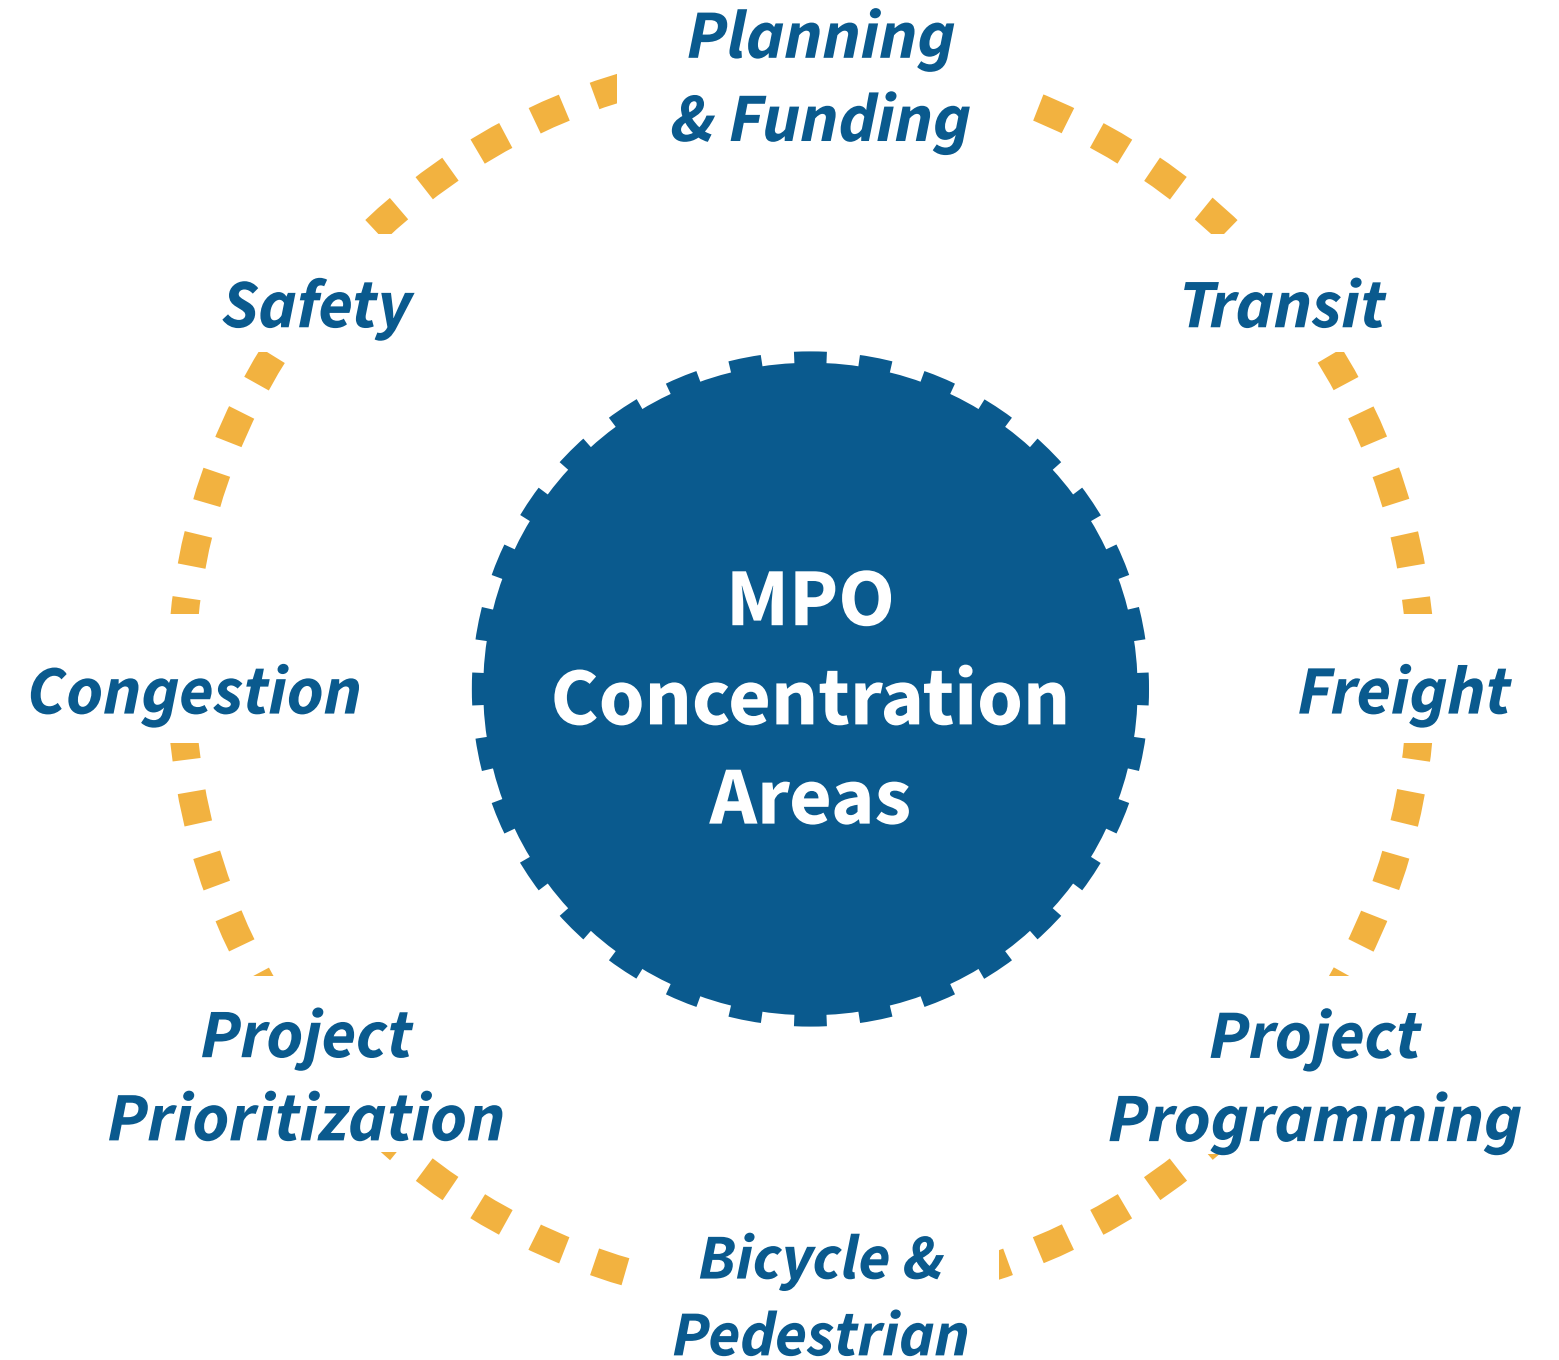 Planning
& Funding
Safety
Transit
MPO
Concentration
Areas
Congestion
Freight
Project
Prioritization
Project
Programming
Bicycle &
Pedestrian